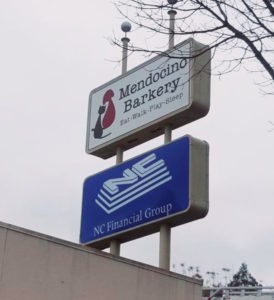 Mendocino
Barkery
Eat-Walk-Play-Sleep
NC
NC Financial Group